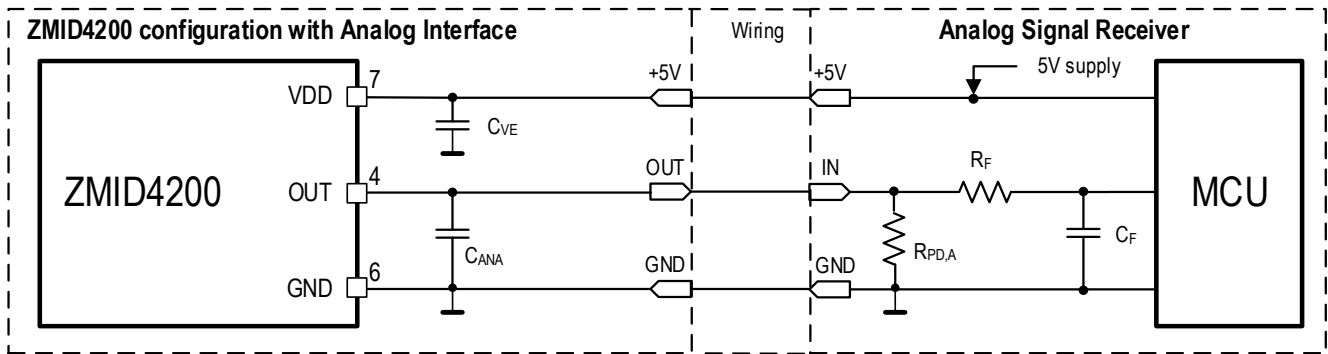 ZMID4200 configuration with Analog Interface
Wiring
Analog Signal Receiver
7
+5V
+5V
5V supply
VDD
CVE
ZMID4200
4
OUT
OUT
IN
RF
MCU
CANA
RPD,A
CF
6
GND
GND
GND